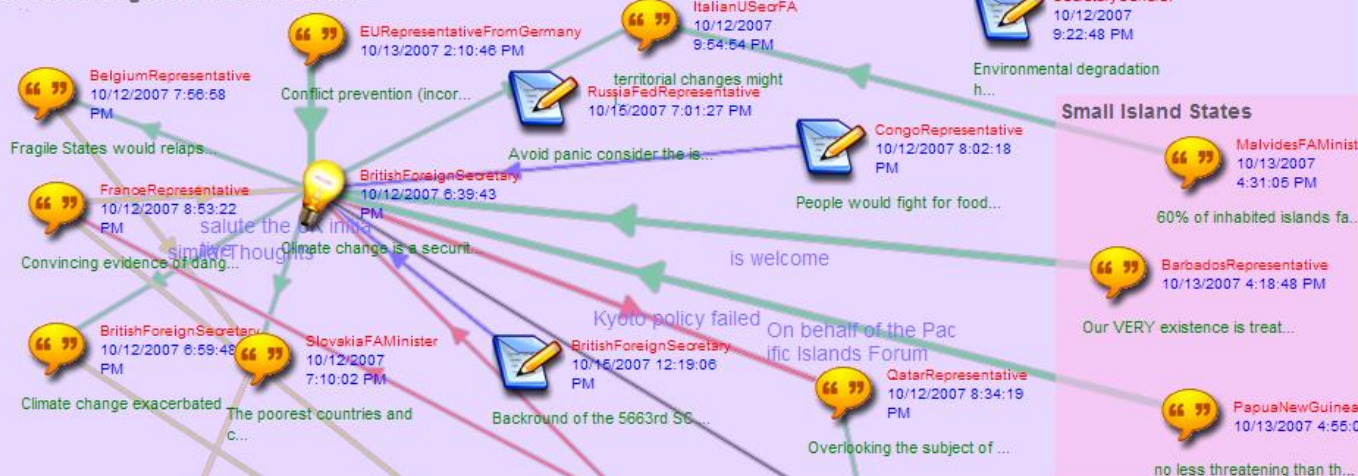 EURepresentativeFromGermany
10/13/2007 2:10:46 PM
Conflict prevention (incor...
ItalianUSecrFA
10/12/2007
9:54:54 PM
territorial changes might
10/12/2007
9:22:48 PM
Environmental degradation
h...
BelgiumRepresentative
10/12/2007 7:56:58
PM
Fragile States would relaps...
RussiaFedRepresentative
10/15/2007 7:01:27 PM
Avoid panic consider the is...
CongoRepresentative
10/12/2007 8:02:18
PM
People would fight for food...
Small Island States
MalvidesFAMinist
10/13/2007
4:31:05 PM
60% of inhabited islands fa...
FranceRepresentative
10/12/2007 8:53:22
PM
Convincing evidence of dang...
BritishForeignSecretary
10/12/2007 6:39:43
PM
Climate change is a securit...
salute the UK initia
tive
similarThoughts
is welcome
BarbadosRepresentative
10/13/2007 4:18:48 PM
Our VERY existence is treat...
Kyoto policy failed
On behalf of the Pac
ific Islands Forum
BritishForeignSecretary
10/12/2007 6:59:48
PM
Climate change exacerbated
SlovakiaFAMinister
10/12/2007
7:10:02 PM
The poorest countries and
c...
BritishForeignSecretary
10/15/2007 12:19:06
PM
Backround of the 5663rd SC...
QatarRepresentative
10/12/2007 8:34:19
PM
Overlooking the subject of ...
PapuaNewGuinea
10/13/2007 4:55:0
no less threatening than th...